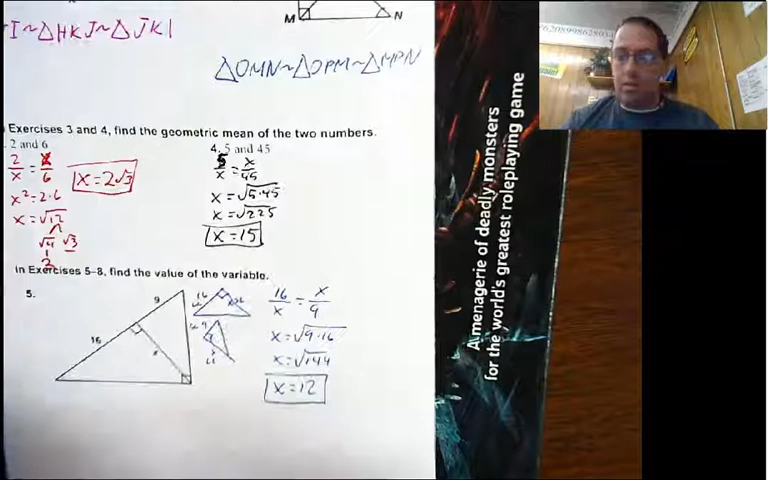 I~△HKJ~△JKI
M
N
△OMN~△OPM~△MPN
Exercises 3 and 4, find the geometric mean of the two numbers.
. 2 and 6
4. 5 and 45
2/x = x/6
x=2√3
x²=2·6
x=√12
√4 √3
2
5/x = x/45
x=√5·45
x=√225
x=15
in Exercises 5–8, find the value of the variable.
5.
9
16
x
16
16/x = x/9
x=√9·16
x=√144
x=12
A menagerie of deadly monsters
for the world's greatest roleplaying game